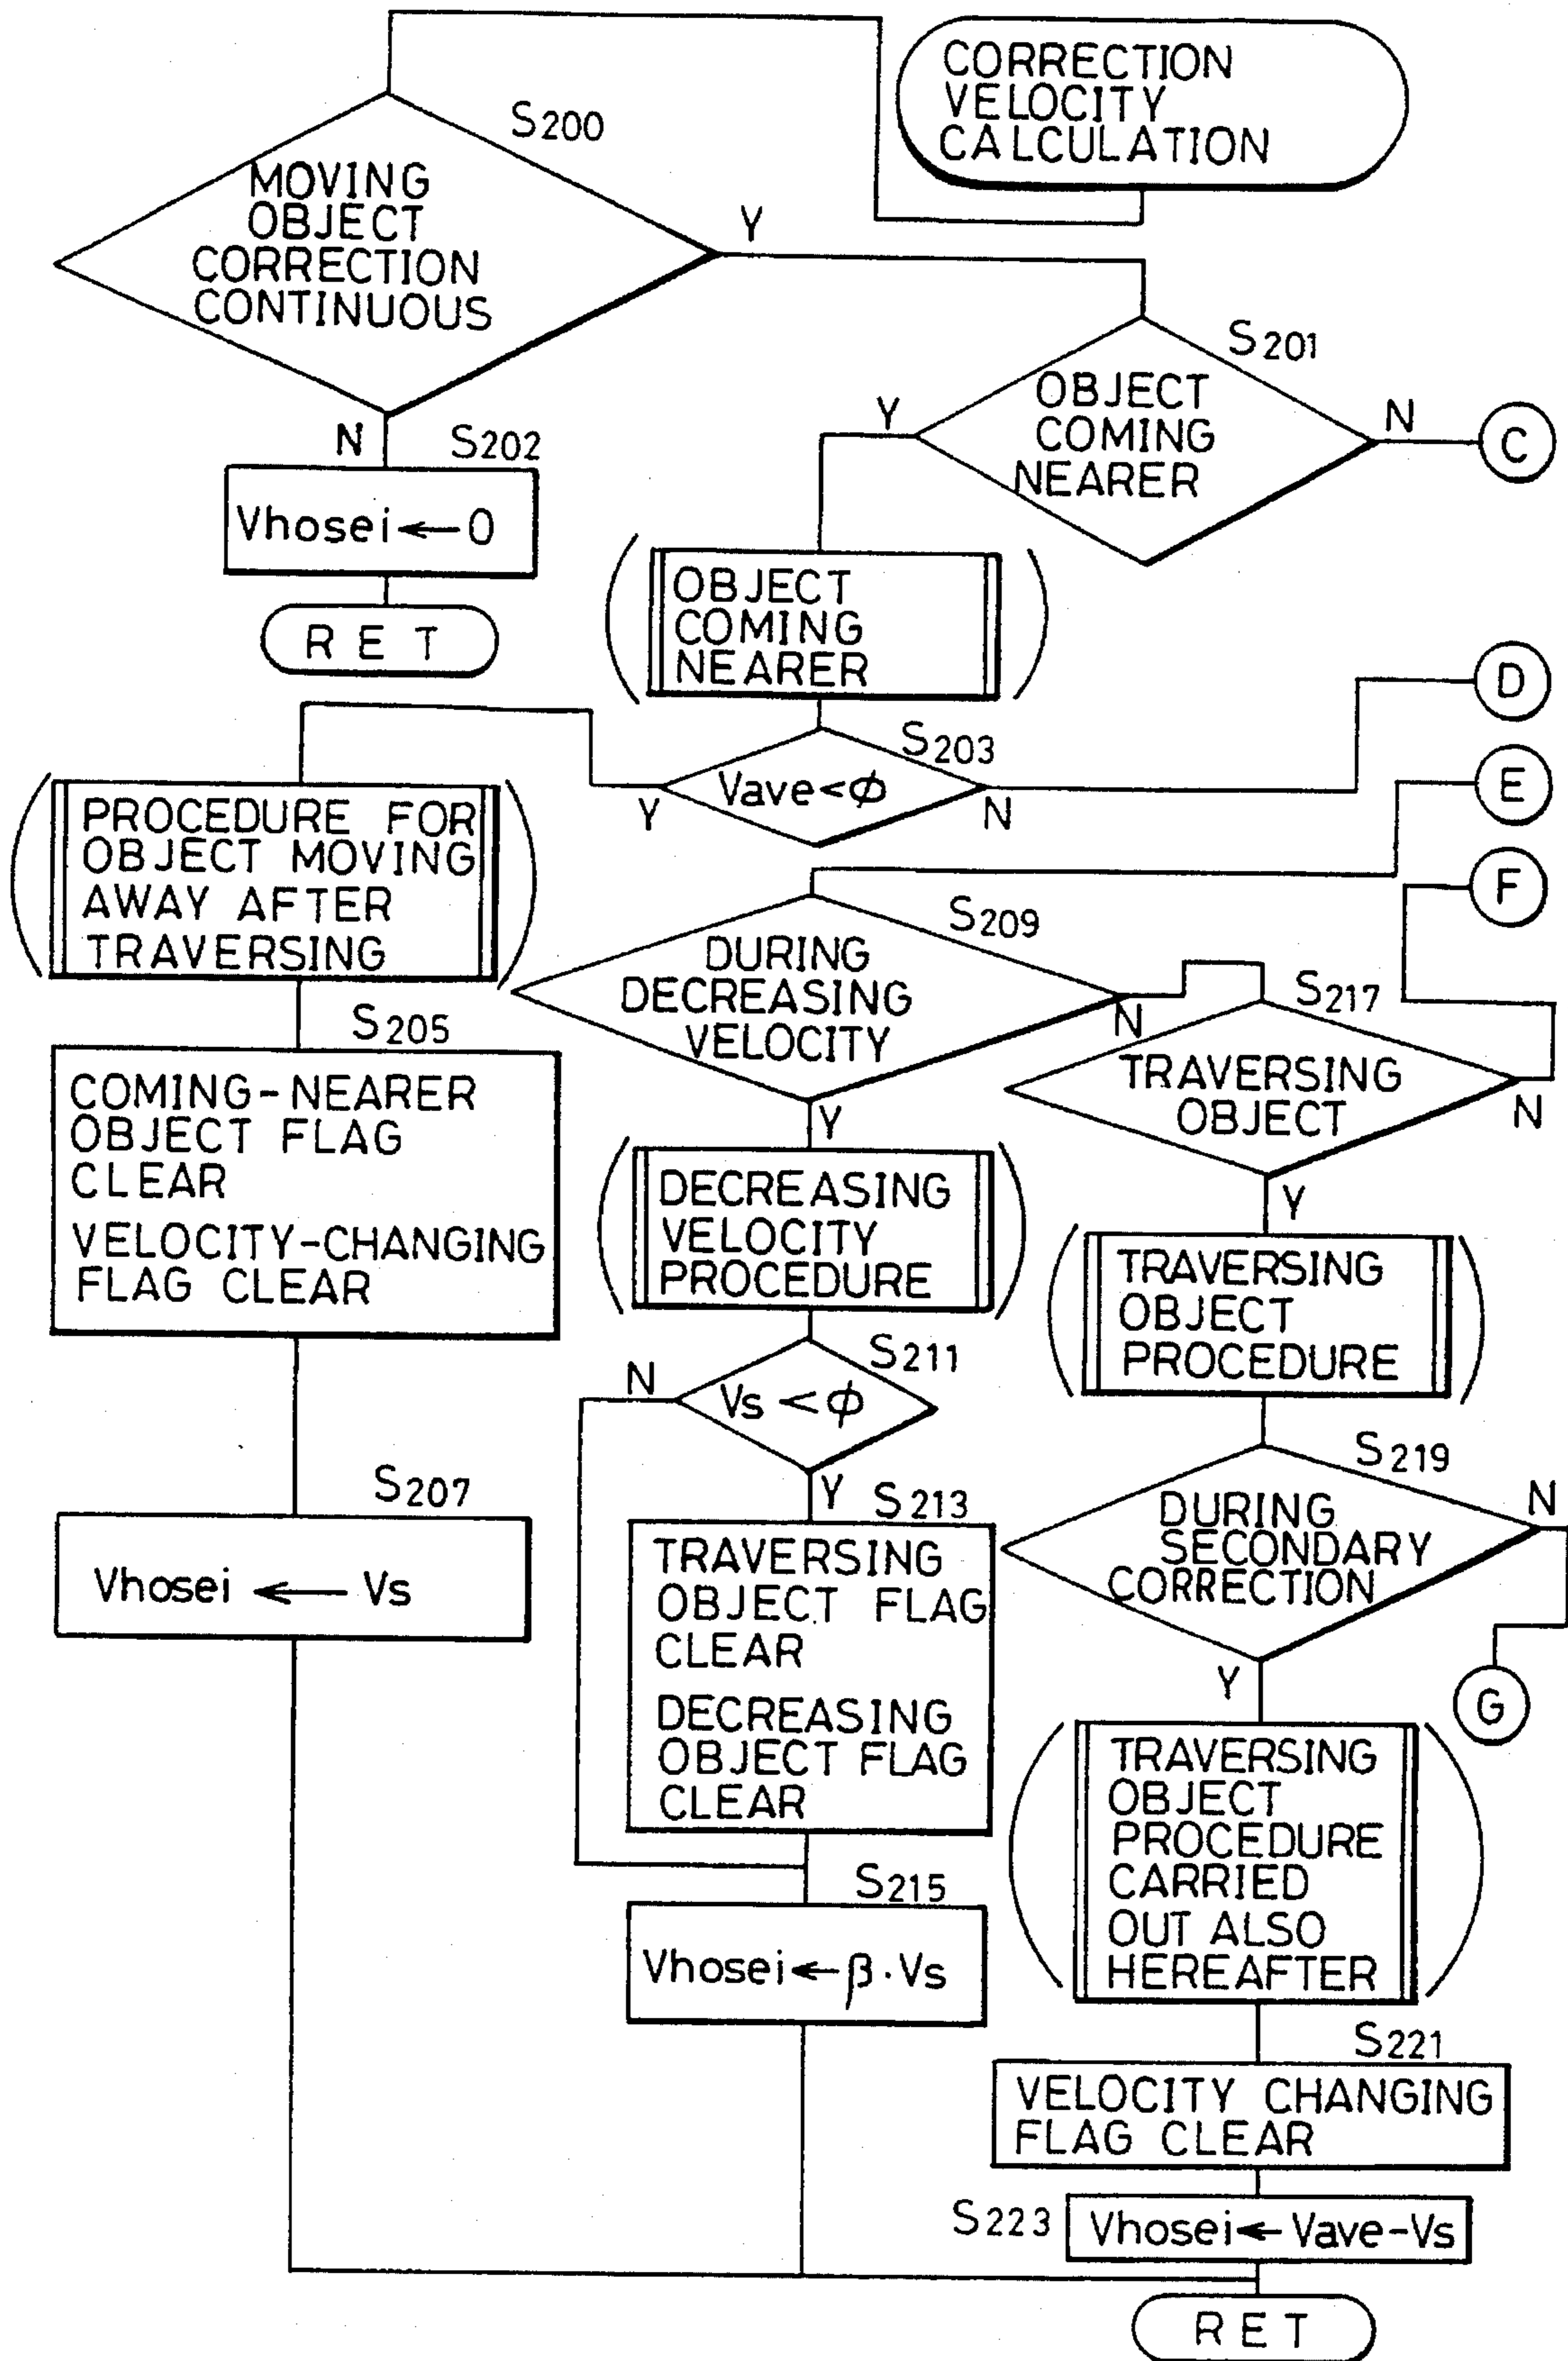 CORRECTION
VELOCITY
CALCULATION
S200
MOVING
OBJECT
CORRECTION
CONTINUOUS
Y
N
S201
OBJECT
COMING
NEARER
Y
N
C
S202
Vhosei ← 0
RET
OBJECT
COMING
NEARER
D
S203
Vave < φ
Y
N
E
PROCEDURE FOR
OBJECT MOVING
AWAY AFTER
TRAVERSING
F
S209
DURING
DECREASING
VELOCITY
N
Y
S217
TRAVERSING
OBJECT
N
Y
S205
COMING-NEARER
OBJECT FLAG
CLEAR
VELOCITY-CHANGING
FLAG CLEAR
DECREASING
VELOCITY
PROCEDURE
TRAVERSING
OBJECT
PROCEDURE
S211
N
Vs < φ
Y
S219
DURING
SECONDARY
CORRECTION
N
Y
G
S207
Vhosei ← Vs
S213
TRAVERSING
OBJECT FLAG
CLEAR
DECREASING
OBJECT FLAG
CLEAR
TRAVERSING
OBJECT
PROCEDURE
CARRIED
OUT ALSO
HEREAFTER
S215
Vhosei ← β·Vs
S221
VELOCITY CHANGING
FLAG CLEAR
S223
Vhosei ← Vave-Vs
RET